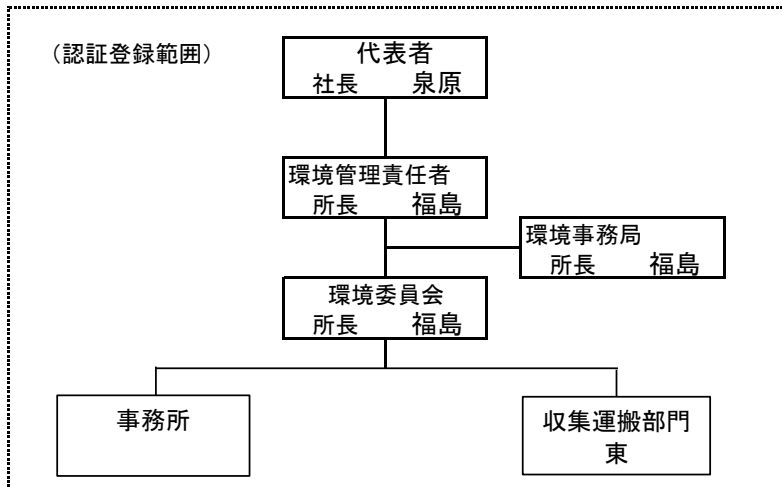 （認証登録範囲）
代表者
社長　泉原
環境管理責任者
所長　福島
環境事務局
所長　福島
環境委員会
所長　福島
事務所
収集運搬部門
東